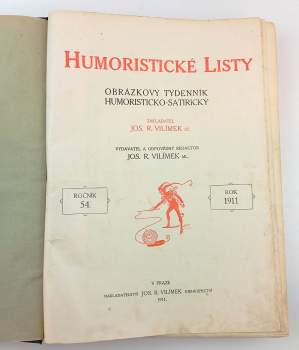 HUMORISTICKÉ LISTY
OBRÁZKOVÝ TÝDENNÍK
HUMORISTICKO-SATIRICKÝ
ZAKLADATEL
JOS. R. VILÍMEK ST.
VYDAVATEL A ODPOVĚDNÝ REDAKTOR
JOS. R. VILÍMEK ML.
ROČNÍK
54
ROK
1911
V PRAZE
NAKLADATELSTVÍ JOS. R. VILÍMEK KNIHKUPECTVÍ
1911.